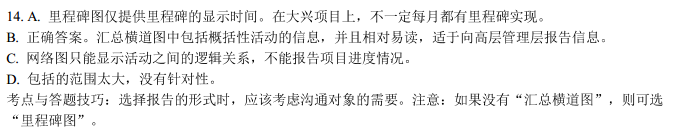 14. A. 里程碑图仅提供里程碑的显示时间。在大兴项目上，不一定每月都有里程碑实现。
B. 正确答案。汇总横道图中包括概括性活动的信息，并且相对易读，适于向高层管理层报告信息。
C. 网络图只能显示活动之间的逻辑关系，不能报告项目进度情况。
D. 包括的范围太大，没有针对性。
考点与答题技巧：选择报告的形式时，应该考虑沟通对象的需要。注意：如果没有“汇总横道图”，则可选
“里程碑图”。